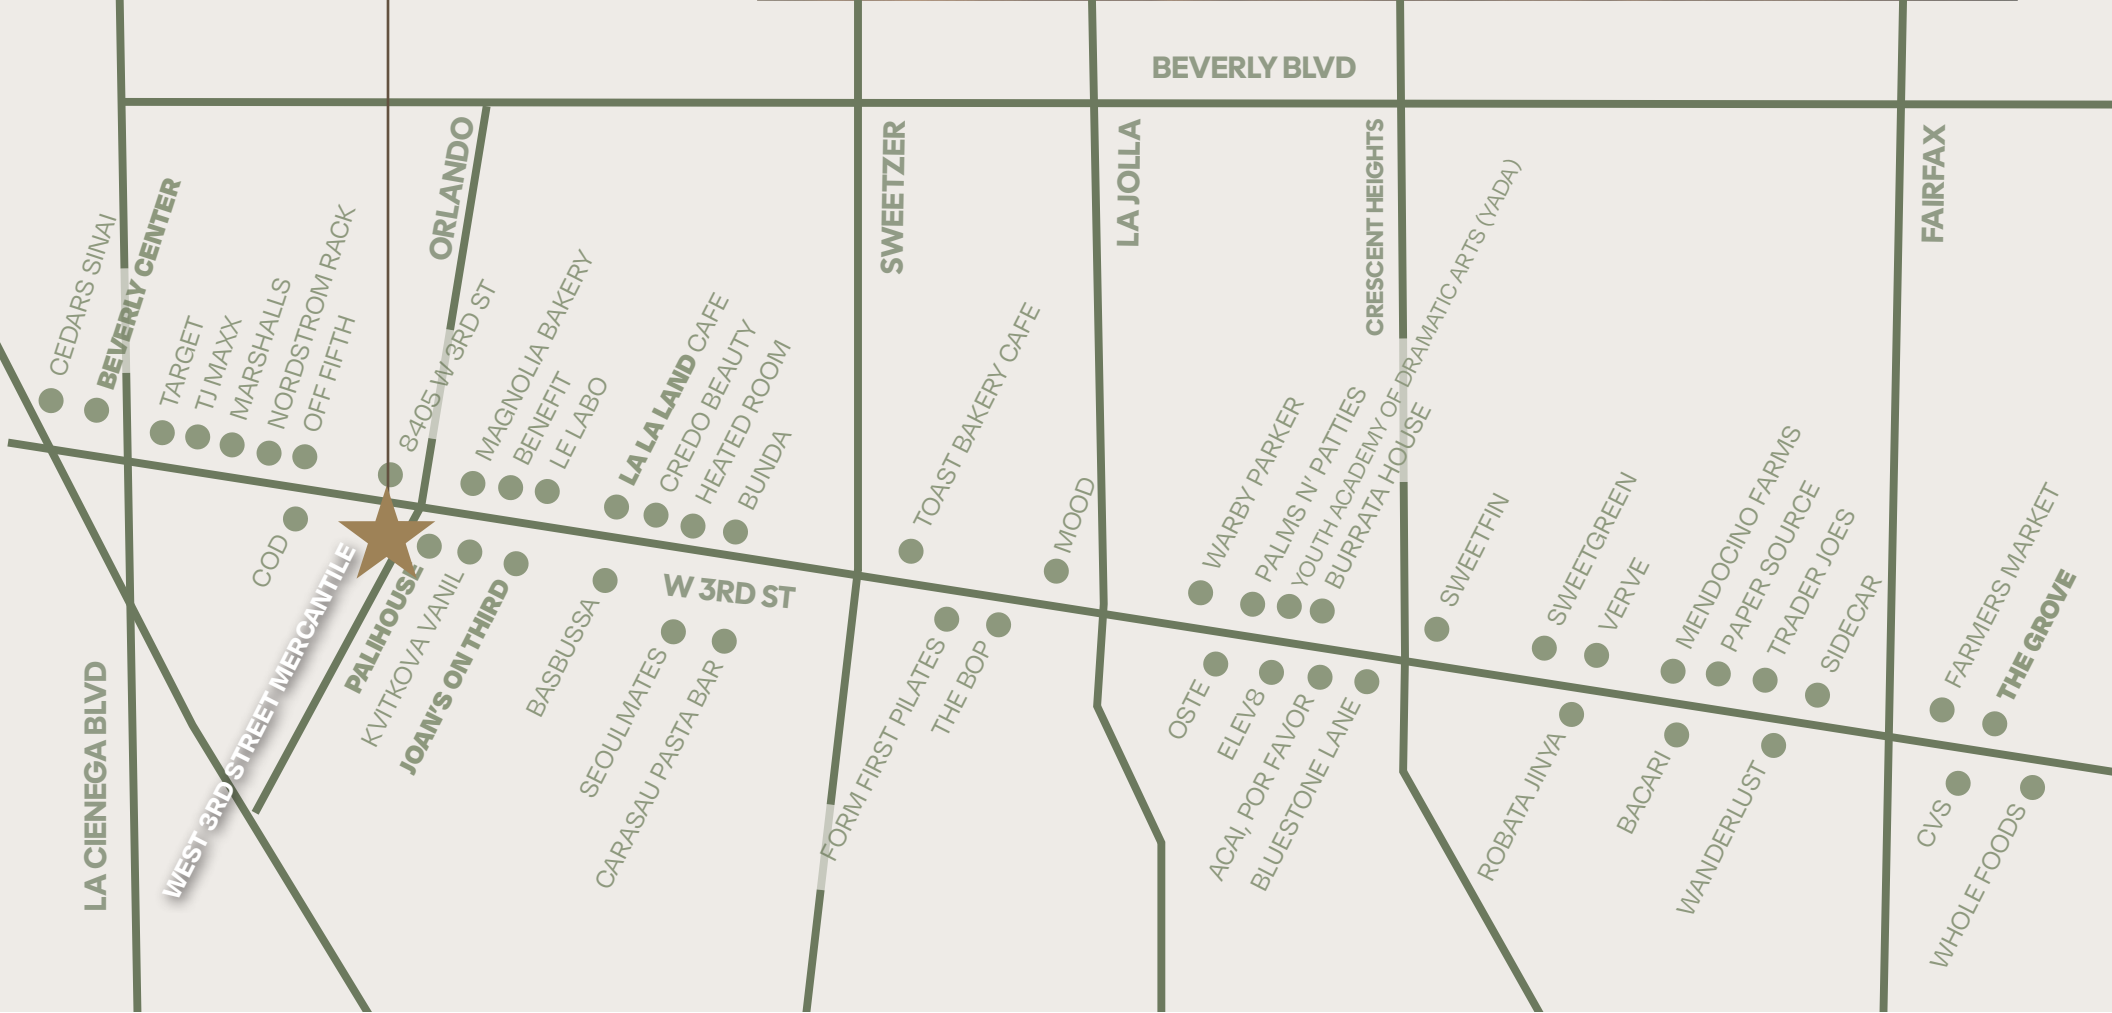 BEVERLY BLVD
ORLANDO
SWEETZER
LA JOLLA
CRESCENT HEIGHTS
FAIRFAX
CEDARS SINAI
BEVERLY CENTER
TARGET
TJ MAXX
MARSHALLS
NORDSTROM RACK
OFF FIFTH
8405 W 3RD ST
MAGNOLIA BAKERY
BENEFIT
LE LABO
LA LA LAND CAFE
CREDO BEAUTY
HEATED ROOM
BUNDA
TOAST BAKERY CAFE
MOOD
WARBY PARKER
PALMS N' PATTIES
YOUTH ACADEMY OF DRAMATIC ARTS (YADA)
BURRATA HOUSE
SWEETFIN
SWEETGREEN
VERVE
MENDOCINO FARMS
PAPER SOURCE
TRADER JOES
SIDECAR
FARMERS MARKET
THE GROVE
W 3RD ST
LA CIENEGA BLVD
COD
WEST 3RD STREET MERCANTILE
PALIHOUSE
KVITKOVA VANIL
JOAN'S ON THIRD
BASBUSSA
SEOULMATES
CARASAU PASTA BAR
FORM FIRST PILATES
THE BOP
OSTE
ELEV8
ACAI, POR FAVOR
BLUESTONE LANE
ROBATA JINYA
BACARI
WANDERLUST
CVS
WHOLE FOODS